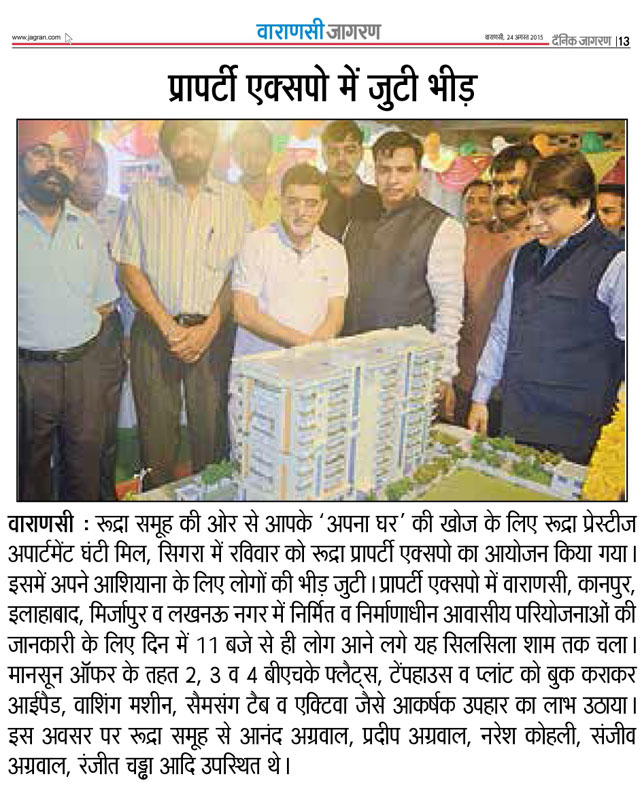 www.jagran.com
वाराणसी जागरण
वाराणसी, 24 अगस्त 2015
दैनिक जागरण |13
प्रापर्टी एक्सपो में जुटी भीड़
वाराणसी : रूद्रा समूह की ओर से आपके ‘अपना घर’ की खोज के लिए रूद्रा प्रेस्टीज
अपार्टमेंट घंटी मिल, सिगरा में रविवार को रूद्रा प्रापर्टी एक्सपो का आयोजन किया गया।
इसमें अपने आशियाना के लिए लोगों की भीड़ जुटी। प्रापर्टी एक्सपो में वाराणसी, कानपुर,
इलाहाबाद, मिर्जापुर व लखनऊ नगर में निर्मित व निर्माणाधीन आवासीय परियोजनाओं की
जानकारी के लिए दिन में 11 बजे से ही लोग आने लगे यह सिलसिला शाम तक चला।
मानसून ऑफर के तहत 2, 3 व 4 बीएचके फ्लैट्स, टेंपहाउस व प्लांट को बुक कराकर
आईपैड, वाशिंग मशीन, सैमसंग टैब व एक्टिवा जैसे आकर्षक उपहार का लाभ उठाया।
इस अवसर पर रूद्रा समूह से आनंद अग्रवाल, प्रदीप अग्रवाल, नरेश कोहली, संजीव
अग्रवाल, रंजीत चड्ढा आदि उपस्थित थे।